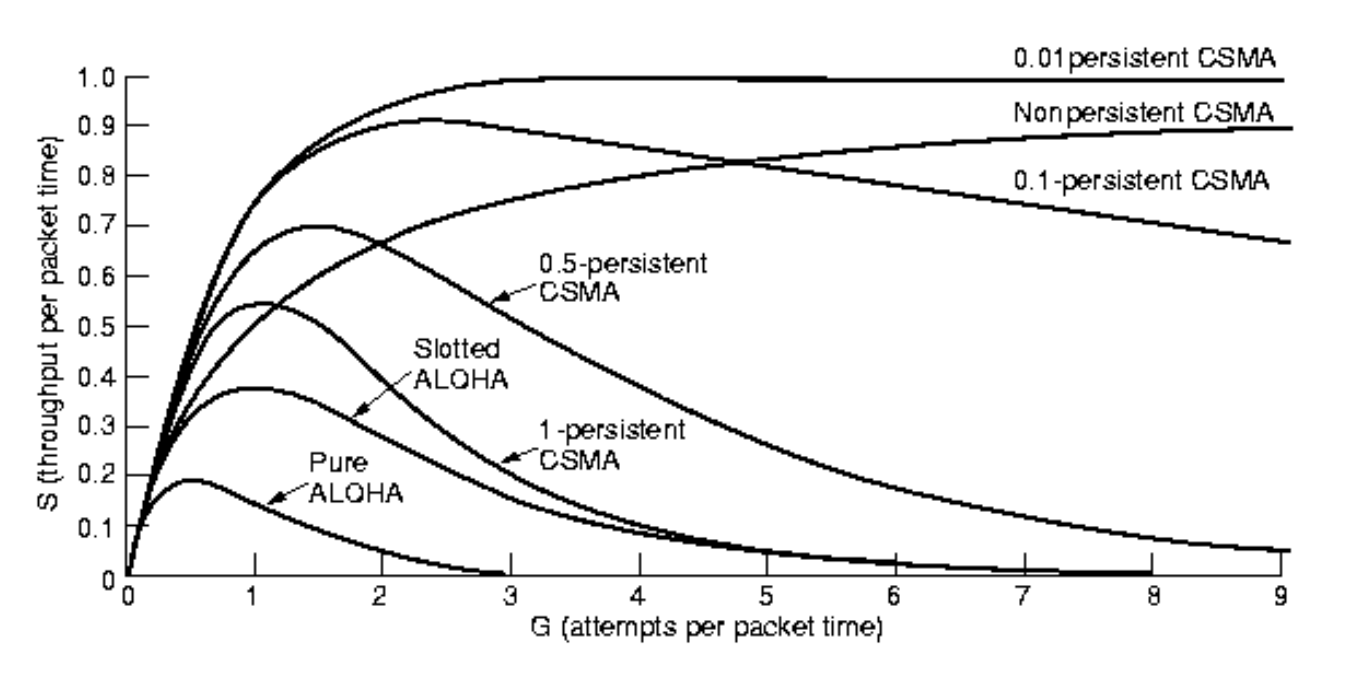 0.01persistent CSMA
1.0
Nonpersistent CSMA
0.9
0.8
0.1-persistent CSMA
0.7
0.6
0.5-persistent
CSMA
0.5
Slotted
ALOHA
0.4
0.3
1-persistent
CSMA
Pure
ALOHA
0.2
0.1
0
S (throughput per packet time)
0 1 2 3 4 5 6 7 8 9
G (attempts per packet time)